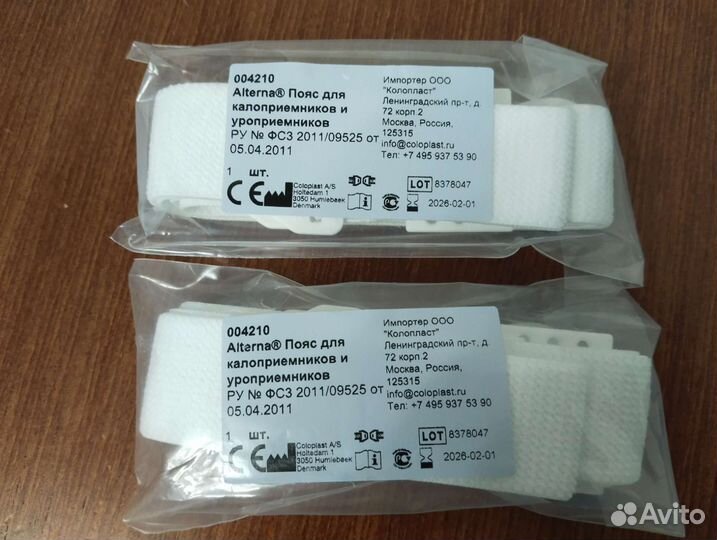 004210
Alterna® Пояс для
калоприемников и
уроприемников
РУ № ФСЗ 2011/09525 от
05.04.2011
1 шт.
CE
Coloplast A/S
Holtedam 1
3050 Humlebaek
Denmark
Импортер ООО
"Колопласт"
Ленинградский пр-т, д.
72 корп.2
Москва, Россия,
125315
info@coloplast.ru
Тел: +7 495 937 53 90
LOT 8378047
2026-02-01
004210
Alterna® Пояс для
калоприемников и
уроприемников
РУ № ФСЗ 2011/09525 от
05.04.2011
1 шт.
CE
Coloplast A/S
Holtedam 1
3050 Humlebaek
Denmark
Импортер ООО
"Колопласт"
Ленинградский пр-т, д.
72 корп.2
Москва, Россия,
125315
info@coloplast.ru
Тел: +7 495 937 53 90
LOT 8378047
2026-02-01
Avito